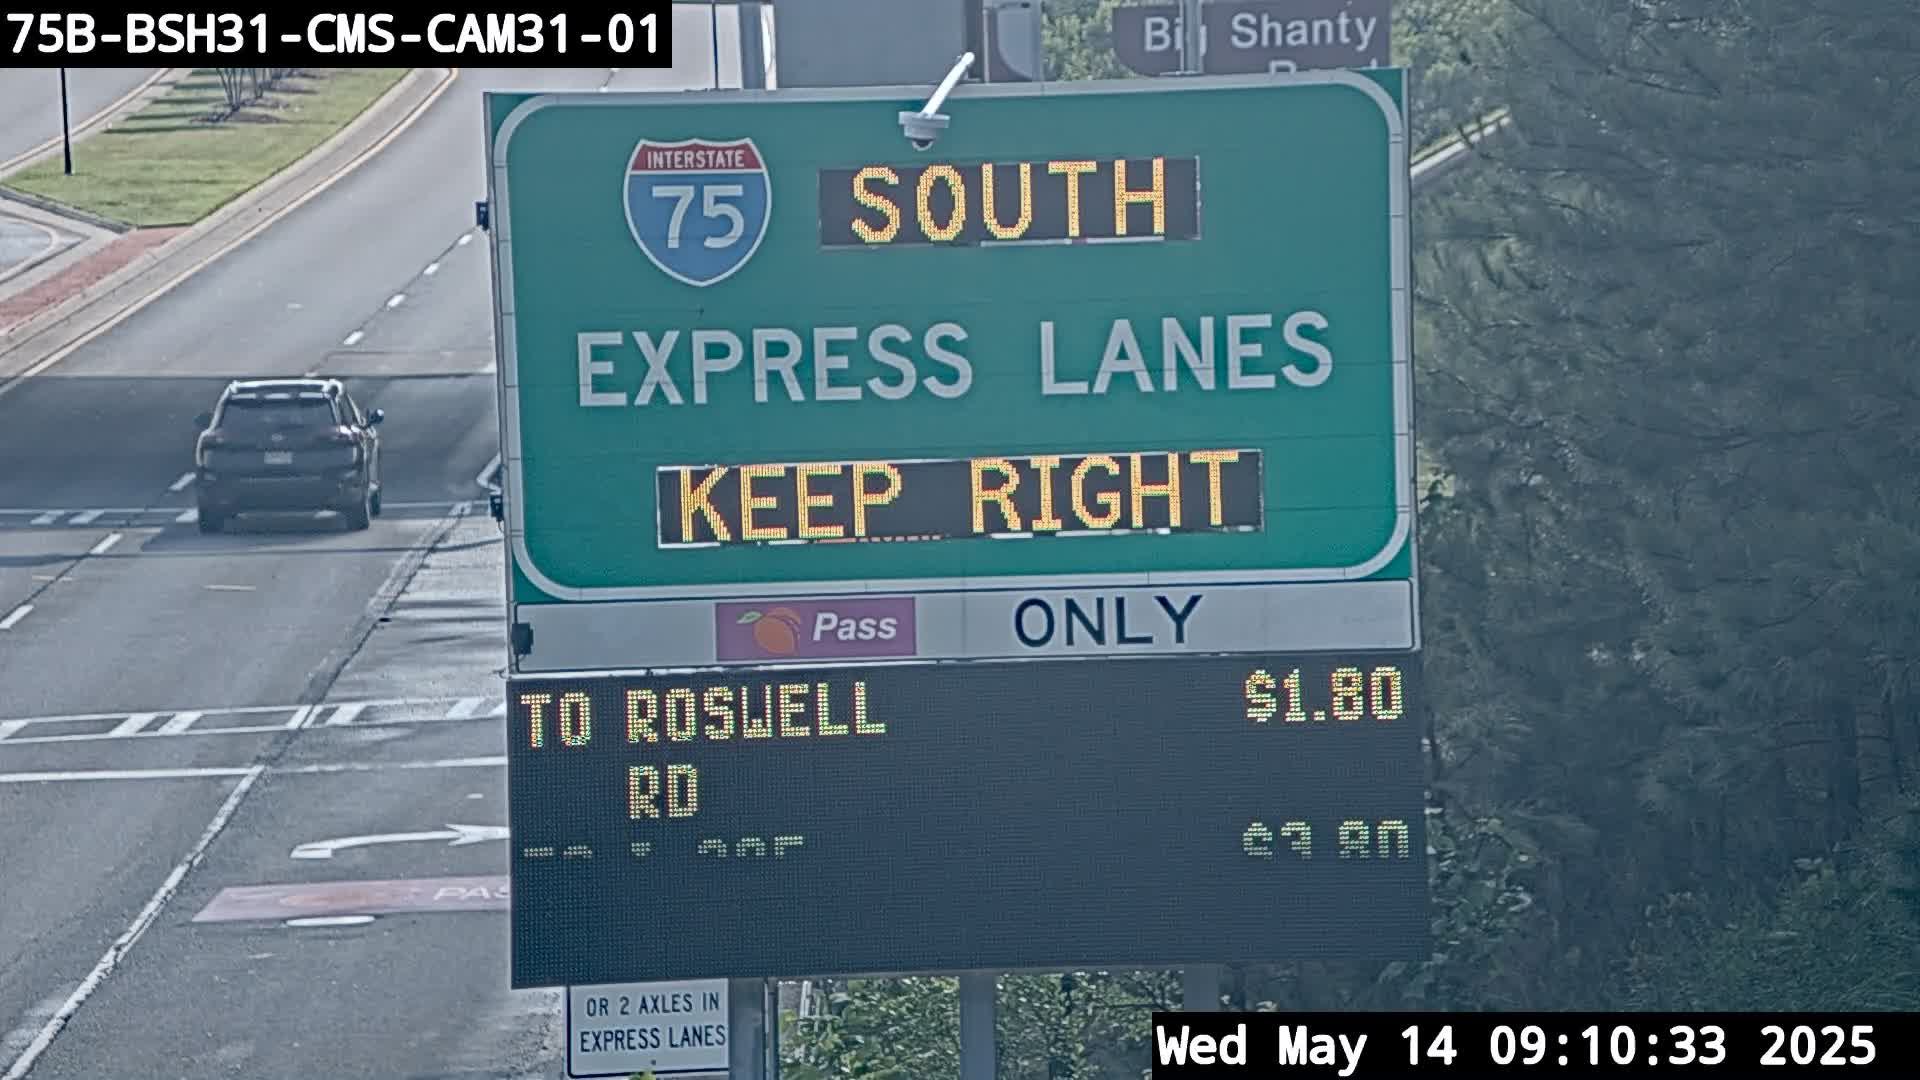 75B-BSH31-CMS-CAM31-01
Big Shanty
INTERSTATE
75
SOUTH
EXPRESS LANES
KEEP RIGHT
Pass ONLY
TO ROSWELL $1.80
RD
OR 2 AXLES IN
EXPRESS LANES
Wed May 14 09:10:33 2025